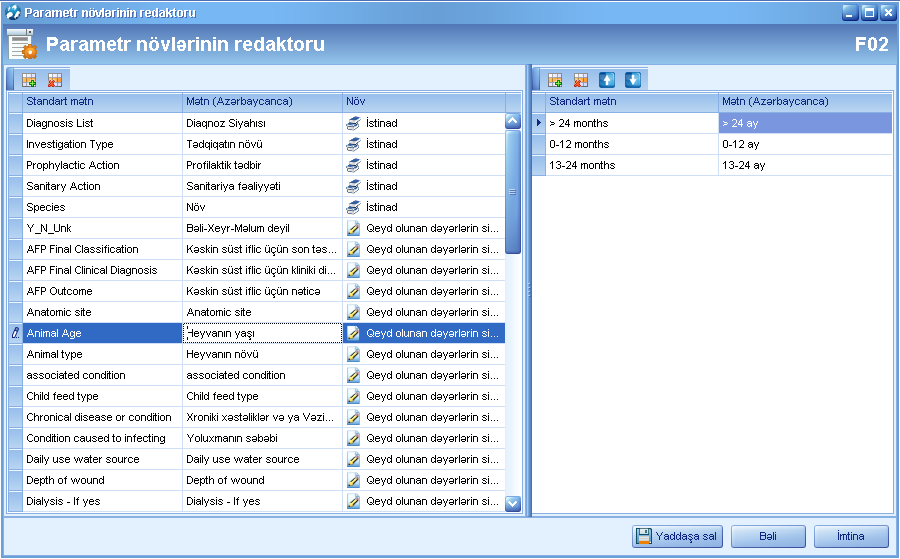 Parametr növlərinin redaktoru
Parametr növlərinin redaktoru F02
Standart mətn Mətn (Azərbaycanca) Növ
Diagnosis List Diaqnoz Siyahısı İstinad
Investigation Type Tədqiqatın növü İstinad
Prophylactic Action Profilaktik tədbir İstinad
Sanitary Action Sanitariya fəaliyyəti İstinad
Species Növ İstinad
Y_N_Unk Bəli-Xeyr-Məlum deyil Qeyd olunan dəyərlərin si...
AFP Final Classification Kəskin süst iflic üçün son təs... Qeyd olunan dəyərlərin si...
AFP Final Clinical Diagnosis Kəskin süst iflic üçün kliniki di... Qeyd olunan dəyərlərin si...
AFP Outcome Kəskin süst iflic üçün nəticə Qeyd olunan dəyərlərin si...
Anatomic site Anatomic site Qeyd olunan dəyərlərin si...
Animal Age Heyvanın yaşı Qeyd olunan dəyərlərin si...
Animal type Heyvanın növü Qeyd olunan dəyərlərin si...
associated condition associated condition Qeyd olunan dəyərlərin si...
Child feed type Child feed type Qeyd olunan dəyərlərin si...
Chronical disease or condition Xroniki xəstəliklər və ya Vəzi... Qeyd olunan dəyərlərin si...
Condition caused to infecting Yoluxmanın səbəbi Qeyd olunan dəyərlərin si...
Daily use water source Daily use water source Qeyd olunan dəyərlərin si...
Depth of wound Depth of wound Qeyd olunan dəyərlərin si...
Dialysis - If yes Dialysis - If yes Qeyd olunan dəyərlərin si...
Standart mətn Mətn (Azərbaycanca)
> 24 months > 24 ay
0-12 months 0-12 ay
13-24 months 13-24 ay
Yaddaşa sal Bəli İmtina